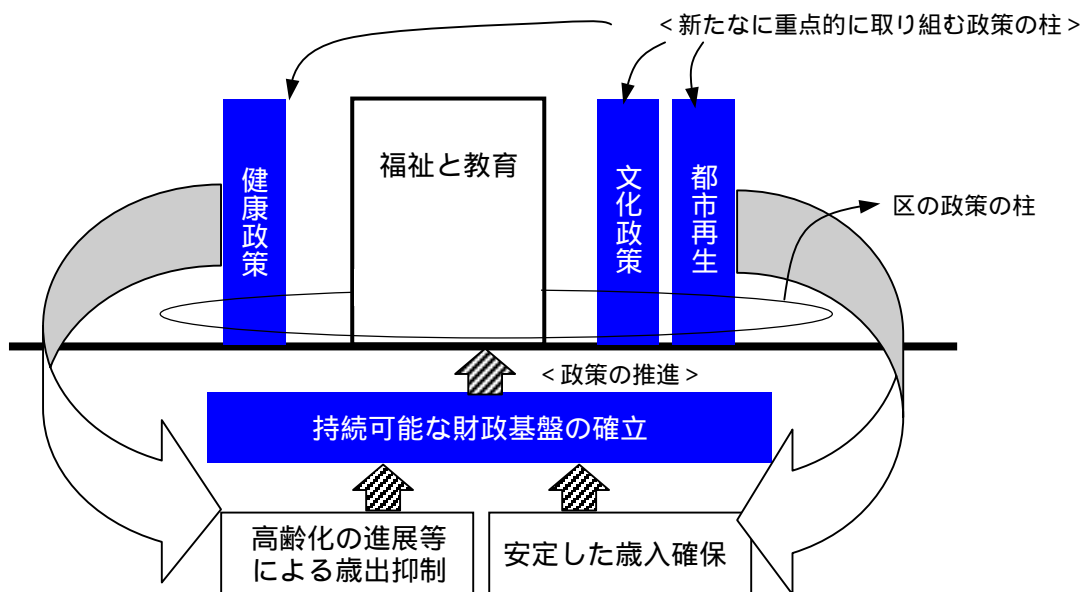 <新たに重点的に取り組む政策の柱>
健康政策
福祉と教育
文化政策
都市再生
区の政策の柱
<政策の推進>
持続可能な財政基盤の確立
高齢化の進展等
による歳出抑制
安定した歳入確保